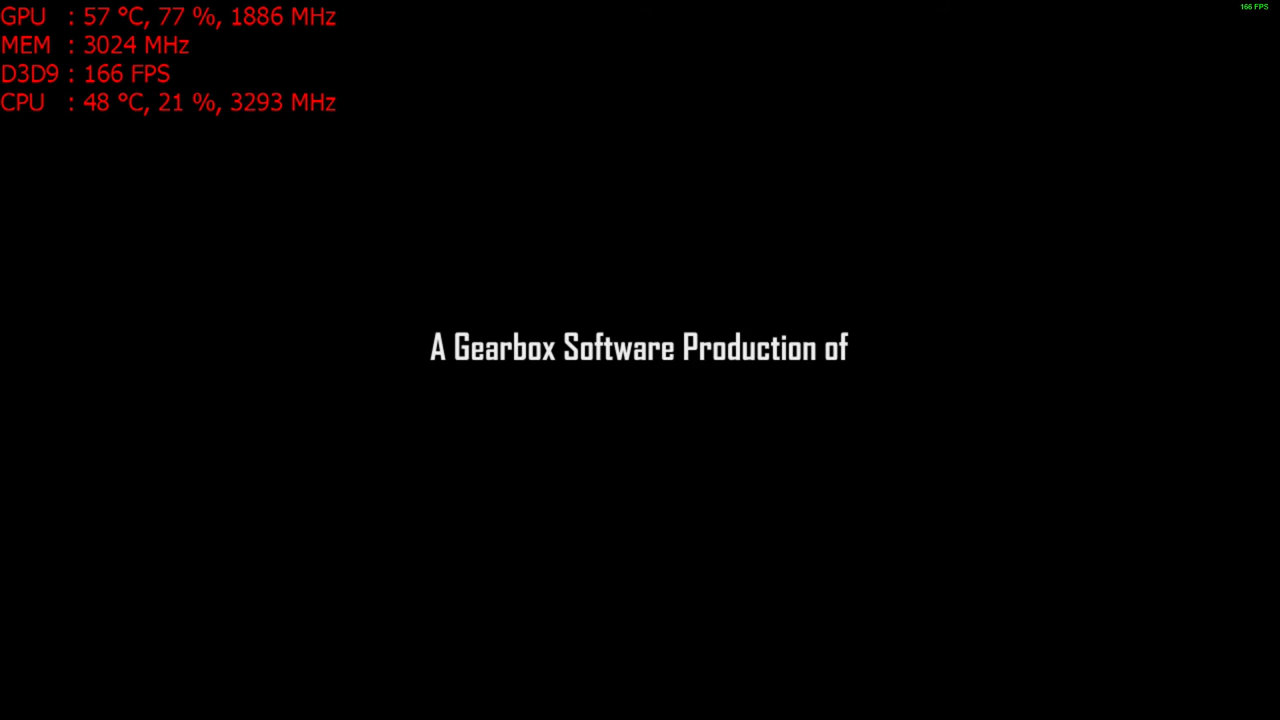 GPU : 57 °C, 77 %, 1886 MHz
166 FPS
MEM : 3024 MHz
D3D9 : 166 FPS
CPU : 48 °C, 21 %, 3293 MHz
A Gearbox Software Production of